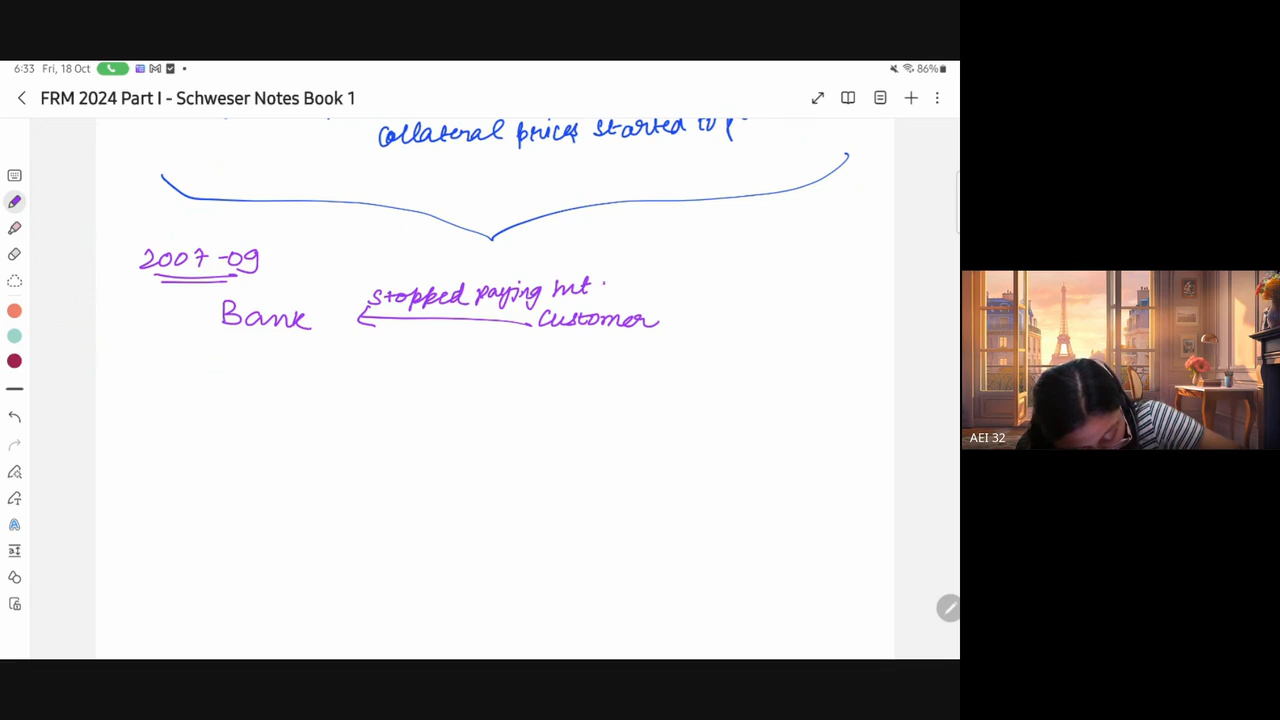 6:33 Fri, 18 Oct
86%
FRM 2024 Part I - Schweser Notes Book 1
collateral prices started to
2007-09
stopped paying Int.
Bank
Customer
AEI 32